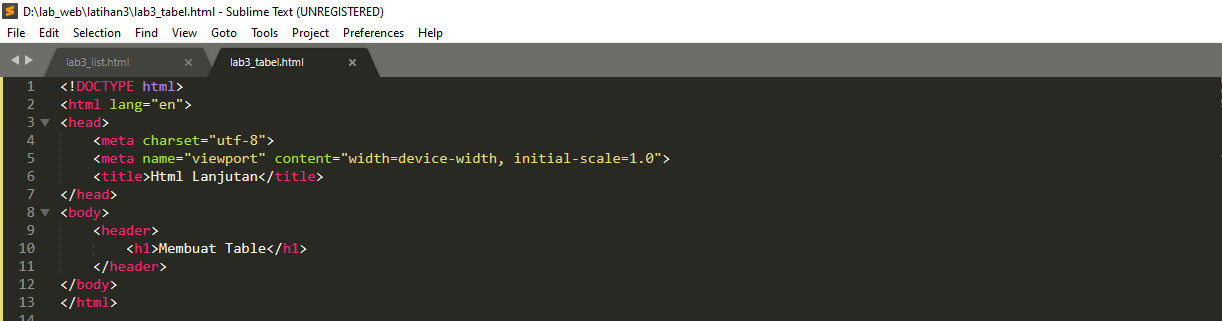 D:\lab_web\latihan3\lab3_tabel.html - Sublime Text (UNREGISTERED)
File Edit Selection Find View Goto Tools Project Preferences Help
lab3_list.html × lab3_tabel.html ×
1 <!DOCTYPE html>
2 <html lang="en">
3 <head>
4 <meta charset="utf-8">
5 <meta name="viewport" content="width=device-width, initial-scale=1.0">
6 <title>Html Lanjutan</title>
7 </head>
8 <body>
9 <header>
10 <h1>Membuat Table</h1>
11 </header>
12 </body>
13 </html>
14